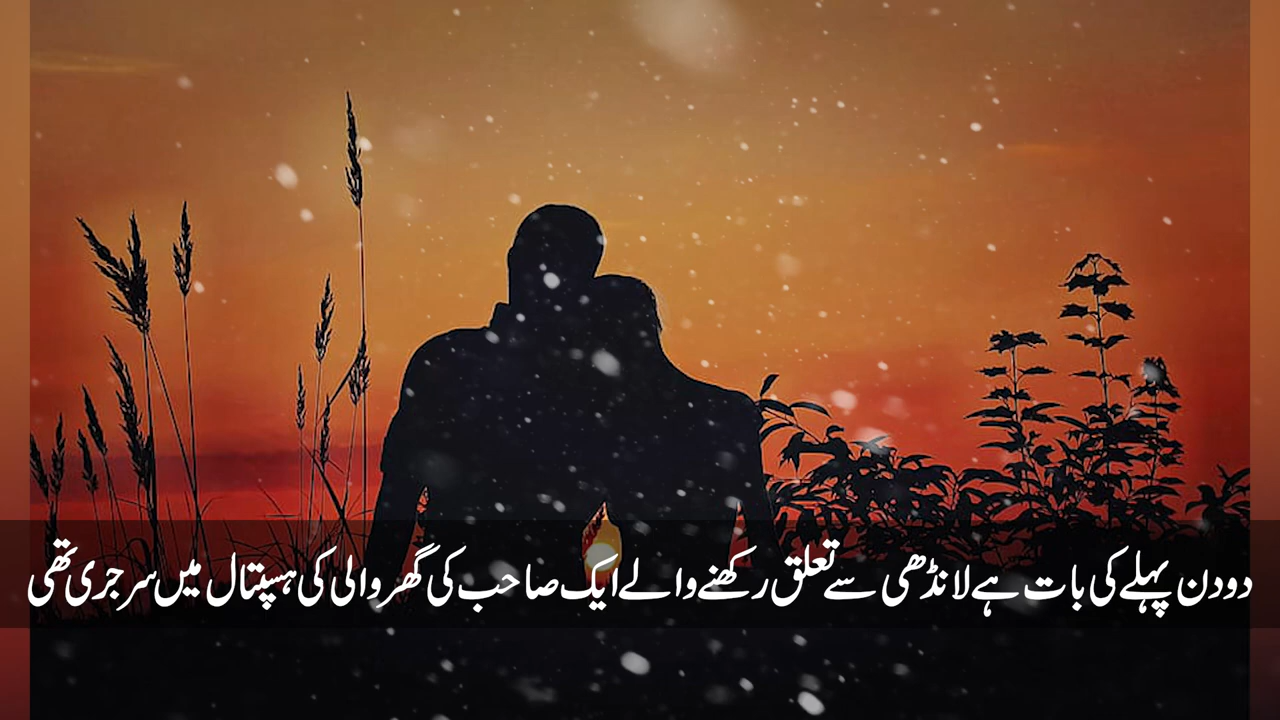 دو دن پہلے کی بات ہے لانڈھی سے تعلق رکھنے والے ایک صاحب کی گھر والی کی ہسپتال میں سرجری تھی